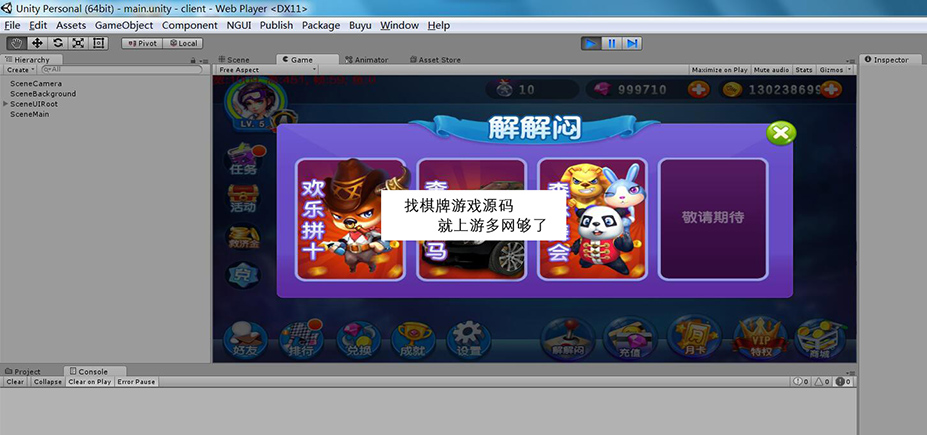 Unity Personal (64bit) - main.unity - client - Web Player <DX11>
File Edit Assets GameObject Component NGUI Publish Package Buyu Window Help
Pivot Local
Hierarchy
Scene Game Animator Asset Store
Inspector
Create All
Free Aspect
Maximize on Play Mute audio Stats Gizmos
SceneCamera
SceneBackground
SceneUIRoot
SceneMain
10
999710
130238699
LV. 5
解解闷
任务
活动
救济金
兑
欢乐拼十
马
会
敬请期待
找棋牌游戏源码
就上游多网够了
好友
排行
兑换
成就
设置
解解闷
充值
月卡
VIP
特权
商城
Project Console
Clear Collapse Clear on Play Error Pause
0 0 0